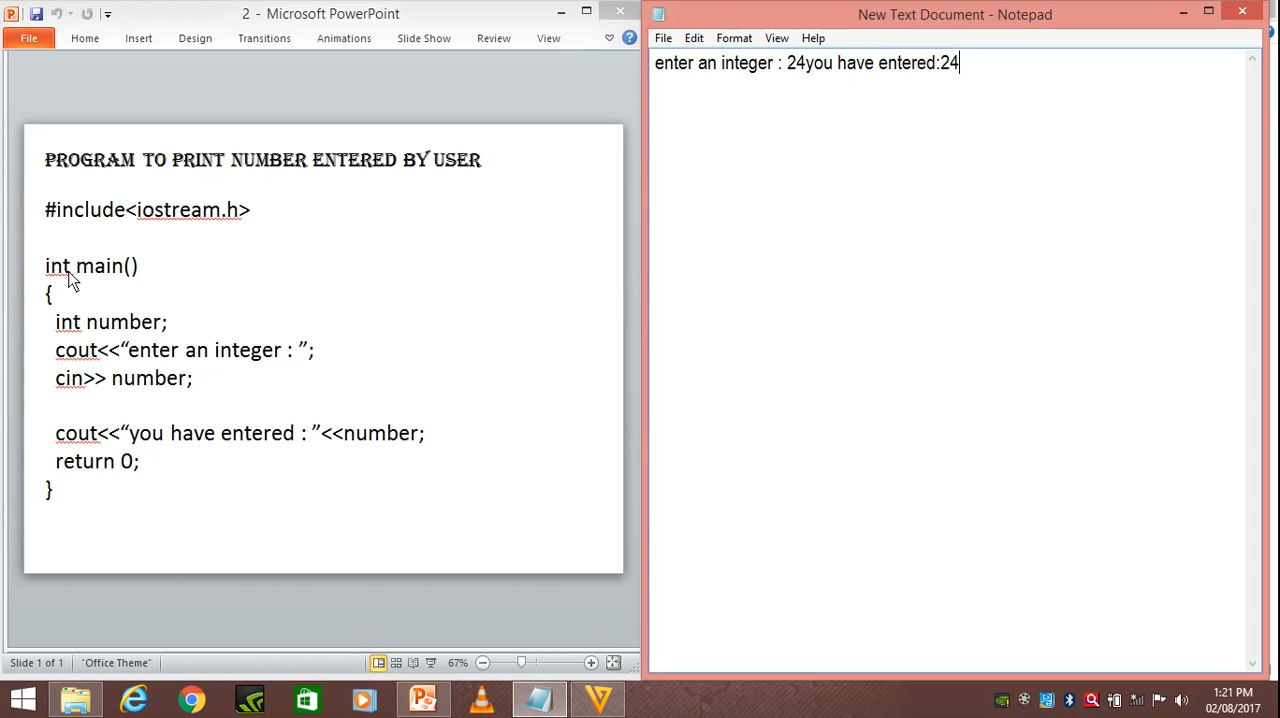 2 - Microsoft PowerPoint
File Home Insert Design Transitions Animations Slide Show Review View
PROGRAM TO PRINT NUMBER ENTERED BY USER
#include<iostream.h>
int main()
{
int number;
cout<<“enter an integer : ”;
cin>> number;
cout<<“you have entered : ”<<number;
return 0;
}
Slide 1 of 1 "Office Theme" 67%
New Text Document - Notepad
File Edit Format View Help
enter an integer : 24you have entered:24
1:21 PM
02/08/2017